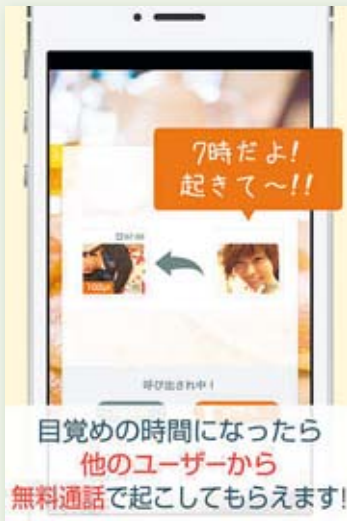 7時だよ!
起きて〜!!
100pt
呼び出され中!
目覚めの時間になったら
他のユーザーから
無料通話で起こしてもらえます!